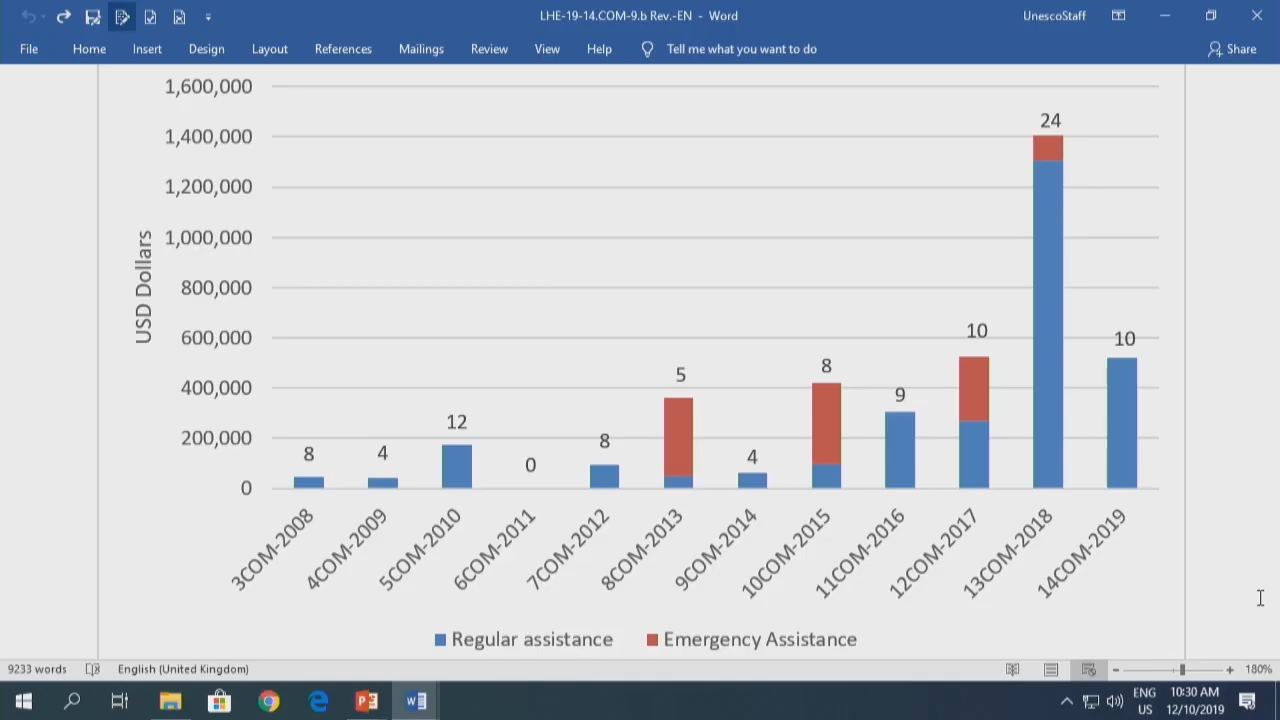 LHE-19-14.COM-9.b Rev.-EN - Word
UnescoStaff
File Home Insert Design Layout References Mailings Review View Help Tell me what you want to do Share
1,600,000
1,400,000
1,200,000
1,000,000
800,000
600,000
400,000
200,000
0
USD Dollars
8 4 12 0 8 5 4 8 9 10 24 10
3COM-2008
4COM-2009
5COM-2010
6COM-2011
7COM-2012
8COM-2013
9COM-2014
10COM-2015
11COM-2016
12COM-2017
13COM-2018
14COM-2019
Regular assistance Emergency Assistance
9233 words English (United Kingdom) 180%
ENG 10:30 AM
US 12/10/2019